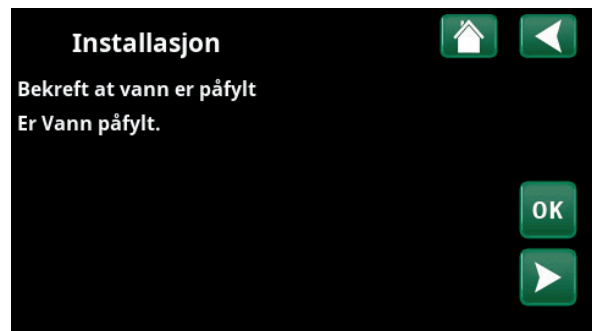 Installasjon
Bekreft at vann er påfylt
Er Vann påfylt.
OK